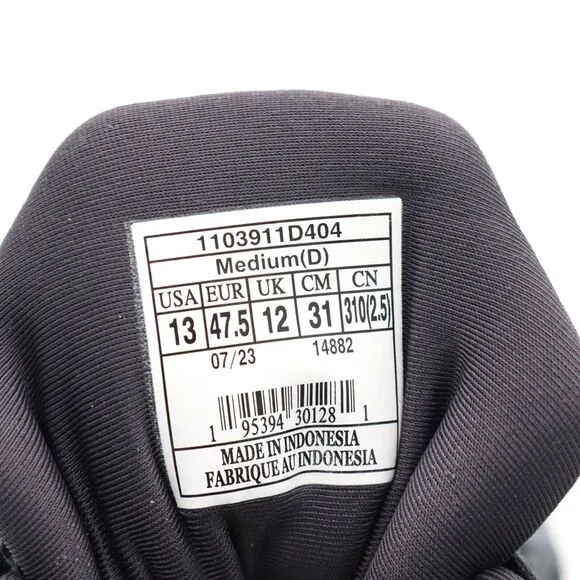 1103911D404
Medium(D)
USA EUR UK CM CN
13 47.5 12 31 310(2.5)
07/23 14882
1 95394 30128 1
MADE IN INDONESIA
FABRIQUE AU INDONESIA